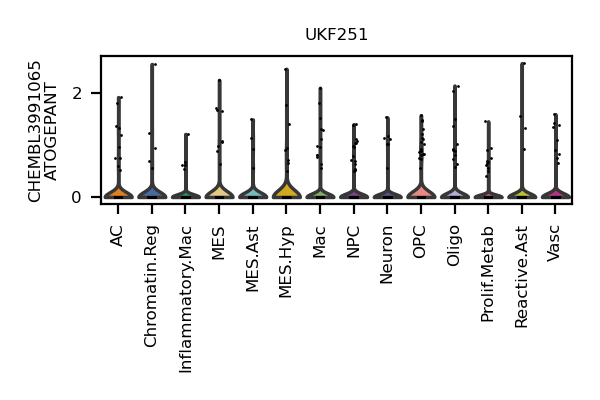 UKF251
CHEMBL3991065
ATOGEPANT
2
0
AC
Chromatin.Reg
Inflammatory.Mac
MES
MES.Ast
MES.Hyp
Mac
NPC
Neuron
OPC
Oligo
Prolif.Metab
Reactive.Ast
Vasc